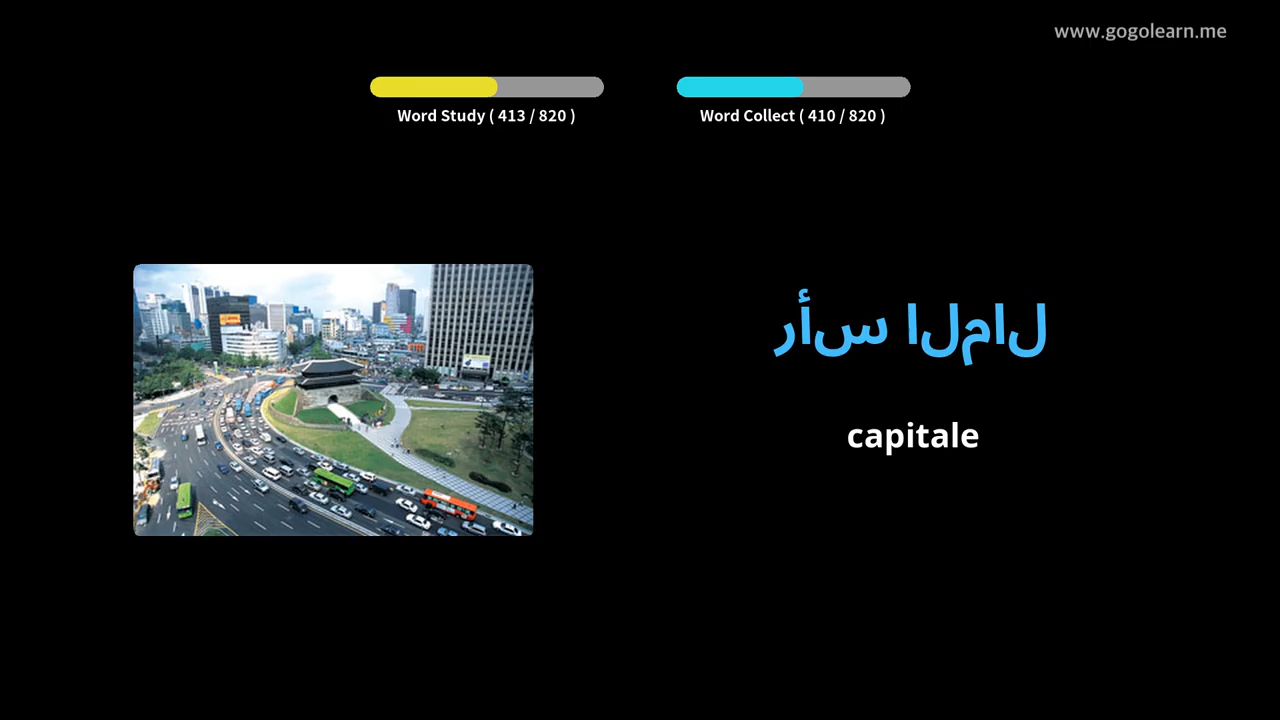 www.gogolearn.me
Word Study ( 413 / 820 )
Word Collect ( 410 / 820 )
رأس المال
capitale